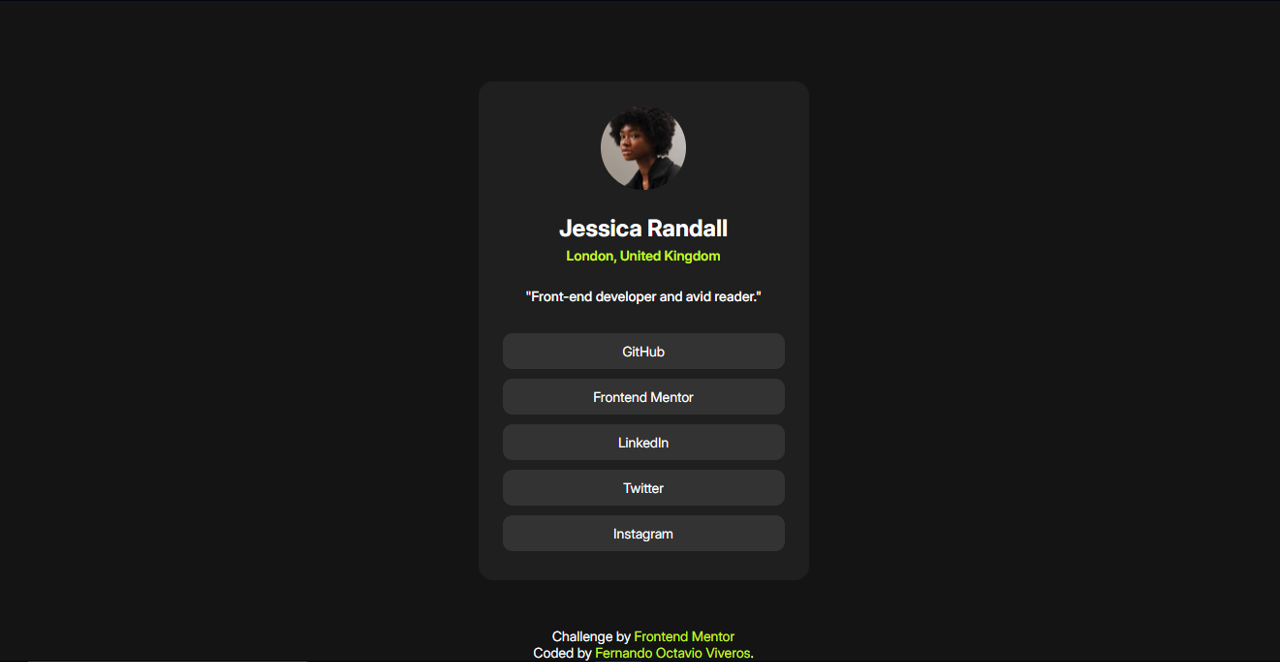 Jessica Randall
London, United Kingdom
"Front-end developer and avid reader."
GitHub
Frontend Mentor
LinkedIn
Twitter
Instagram
Challenge by Frontend Mentor
Coded by Fernando Octavio Viveros.